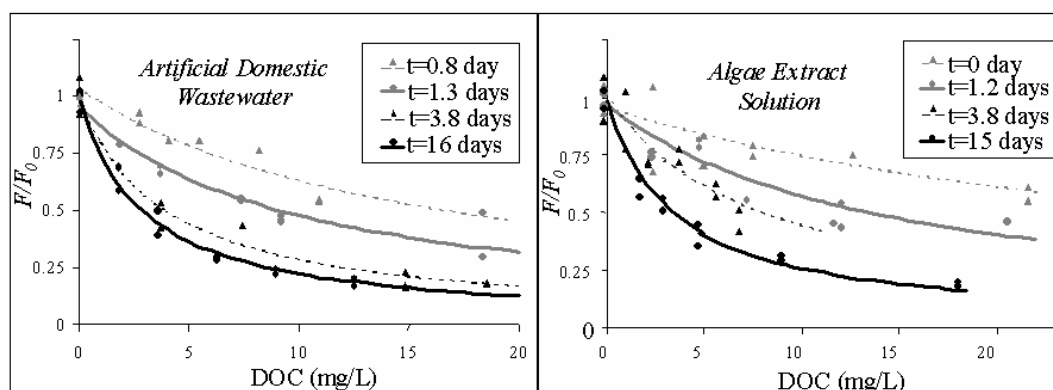 Artificial Domestic
Wastewater
t=0.8 day
t=1.3 days
t=3.8 days
t=16 days
1
0.75
0.5
0.25
0
F/F0
0
5
10
15
20
DOC (mg/L)
Algae Extract
Solution
t=0 day
t=1.2 days
t=3.8 days
t=15 days
1
0.75
0.5
0.25
0
F/F0
0
5
10
15
20
DOC (mg/L)